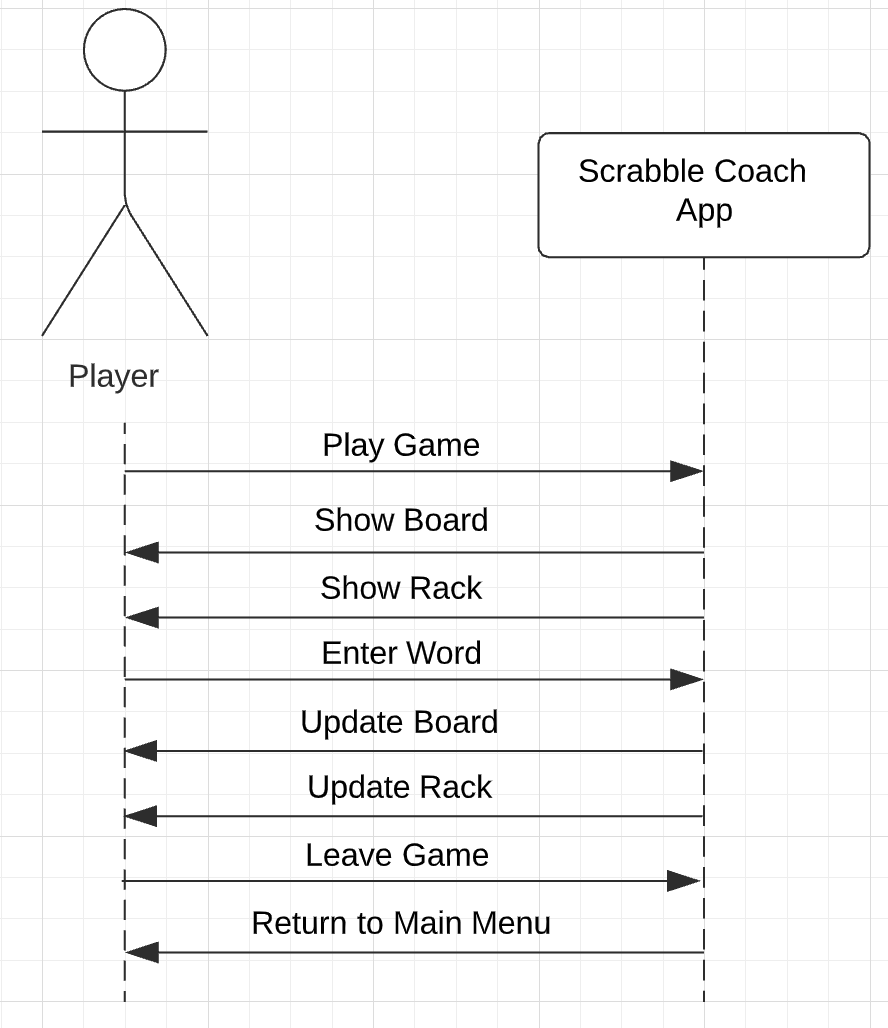 Scrabble Coach
App
Player
Play Game
Show Board
Show Rack
Enter Word
Update Board
Update Rack
Leave Game
Return to Main Menu